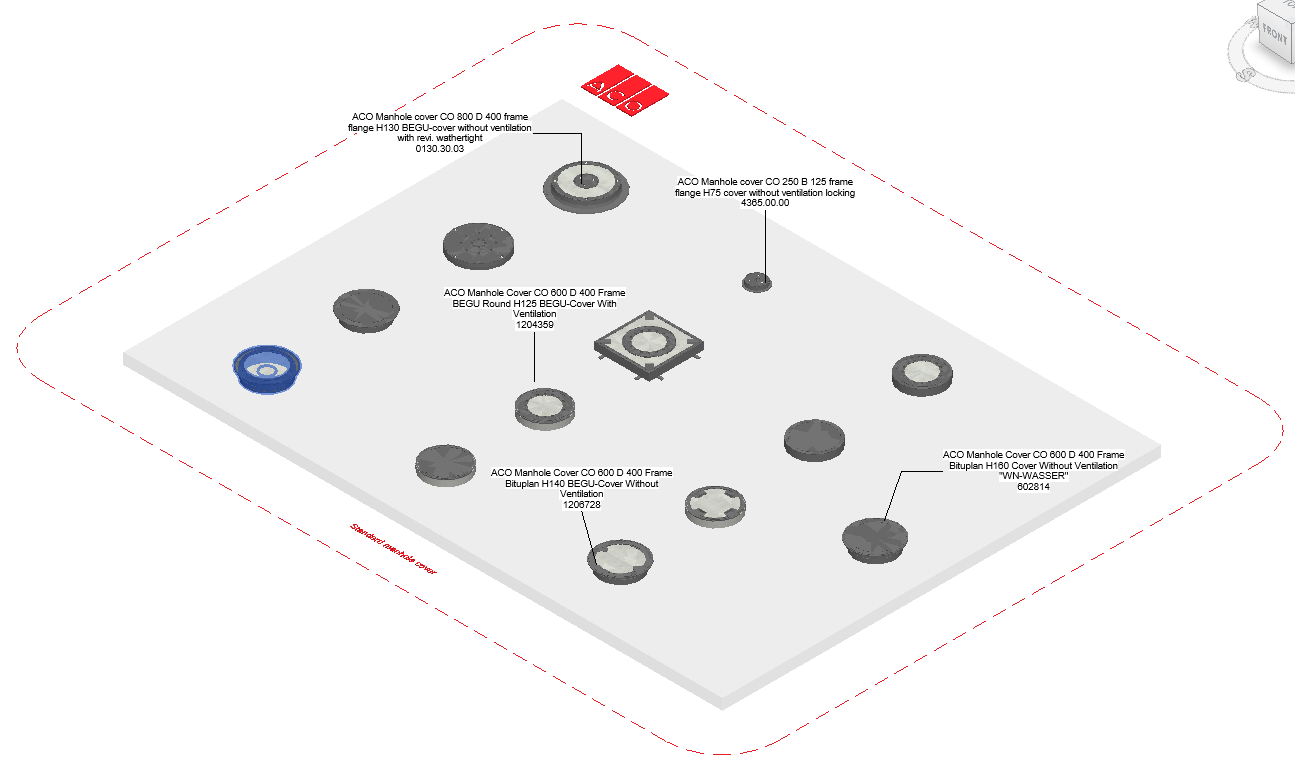 ACO
ACO Manhole cover CO 800 D 400 frame
flange H130 BEGU-cover without ventilation
with revi. wathertight
0130.30.03
ACO Manhole cover CO 250 B 125 frame
flange H75 cover without ventilation locking
4365.00.00
ACO Manhole Cover CO 600 D 400 Frame
BEGU Round H125 BEGU-Cover With
Ventilation
1204359
ACO Manhole Cover CO 600 D 400 Frame
Bituplan H160 Cover Without Ventilation
"WN-WASSER"
602814
ACO Manhole Cover CO 600 D 400 Frame
Bituplan H140 BEGU-Cover Without
Ventilation
1206728
Standard manhole cover
FRONT